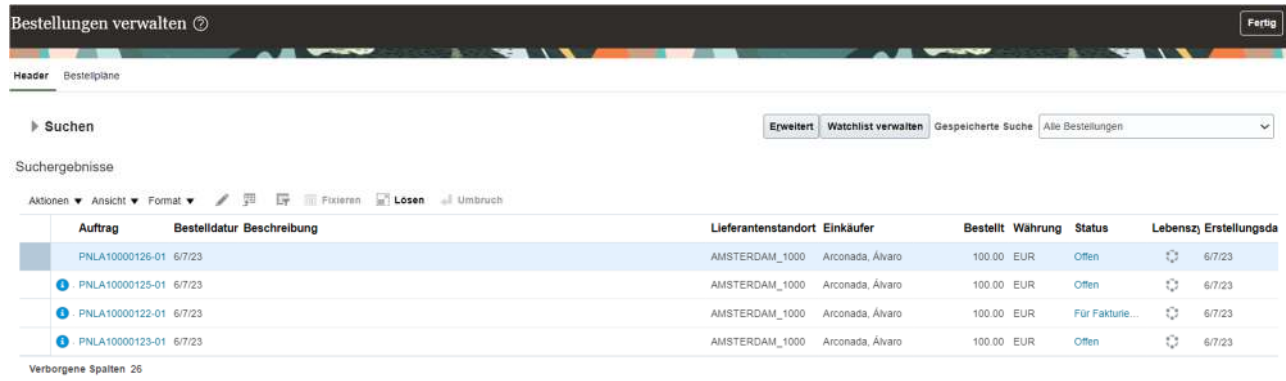 Bestellungen verwalten
Fertig
Header Bestellpläne
Suchen
Erweitert Watchlist verwalten Gespeicherte Suche Alle Bestellungen
Suchergebnisse
Aktionen Ansicht Format Fixieren Lösen Umbruch
Auftrag Bestelldatur Beschreibung Lieferantenstandort Einkäufer Bestellt Währung Status Lebenszy Erstellungsda
PNLA10000126-01 6/7/23 AMSTERDAM_1000 Arconada, Álvaro 100.00 EUR Offen 6/7/23
PNLA10000125-01 6/7/23 AMSTERDAM_1000 Arconada, Álvaro 100.00 EUR Offen 6/7/23
PNLA10000122-01 6/7/23 AMSTERDAM_1000 Arconada, Álvaro 100.00 EUR Für Fakturie... 6/7/23
PNLA10000123-01 6/7/23 AMSTERDAM_1000 Arconada, Álvaro 100.00 EUR Offen 6/7/23
Verborgene Spalten 26